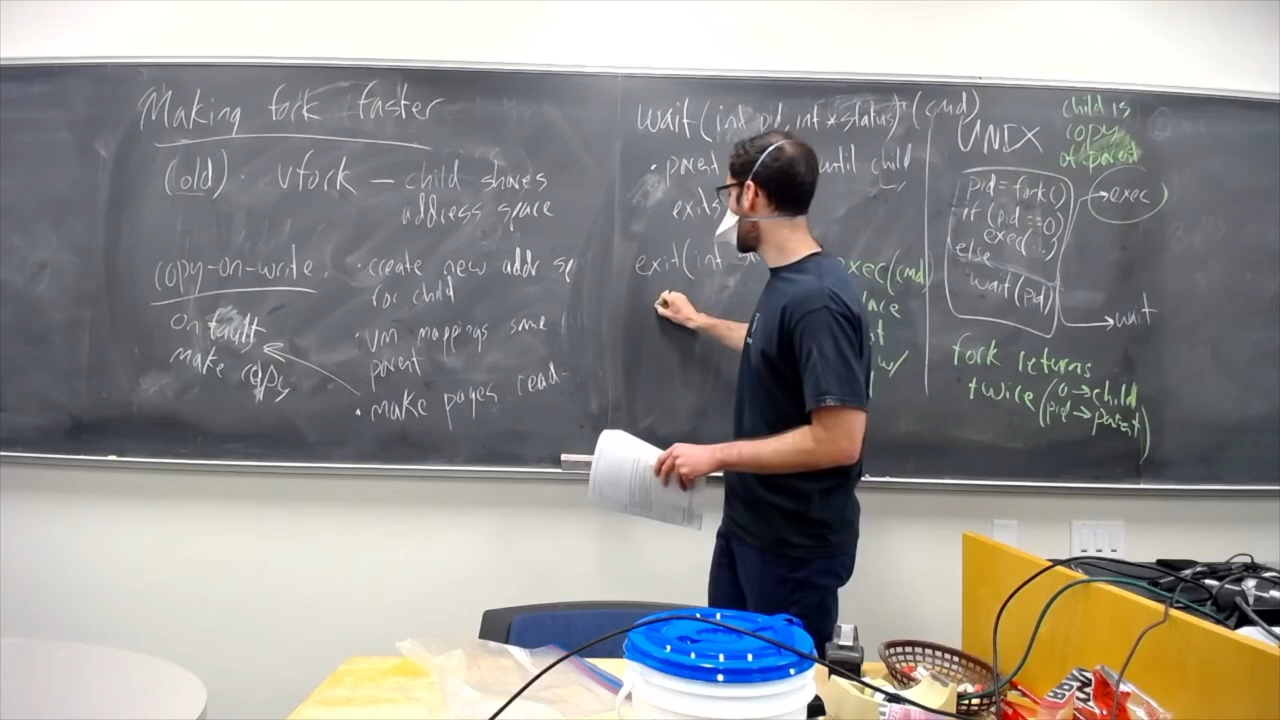 Making fork faster
(old) · vfork — child shares
address space
copy-on-write.
· create new addr sp
for child
· vm mappings same
parent
· make pages read-
on fault
make copy
wait(int pid, int *status)
· parent until child
exits
exit(int
(cmd)
exec(cmd)
w/
UNIX
child is
copy
of parent
pid = fork()
if (pid ==0)
exec(...)
else
wait(pid)
→ exec
→ wait
fork returns
twice (0 → child
pid → parent)